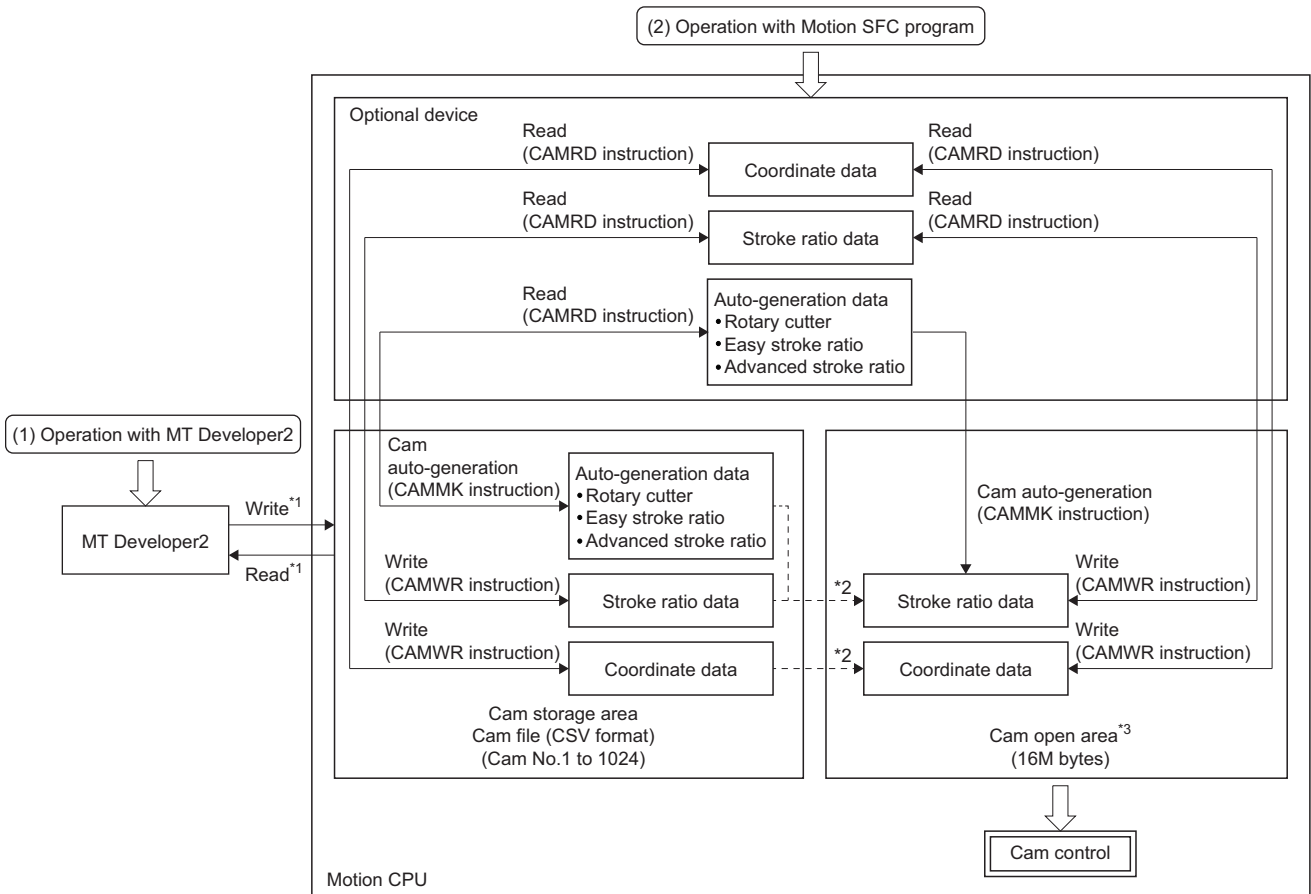 (2) Operation with Motion SFC program
Optional device
Read
(CAMRD instruction)
Read
(CAMRD instruction)
Coordinate data
Read
(CAMRD instruction)
Read
(CAMRD instruction)
Stroke ratio data
Read
(CAMRD instruction)
Auto-generation data
•Rotary cutter
•Easy stroke ratio
•Advanced stroke ratio
(1) Operation with MT Developer2
MT Developer2
Write*1
Read*1
Cam
auto-generation
(CAMMK instruction)
Auto-generation data
•Rotary cutter
•Easy stroke ratio
•Advanced stroke ratio
Cam auto-generation
(CAMMK instruction)
Write
(CAMWR instruction)
Stroke ratio data
*2
Stroke ratio data
Write
(CAMWR instruction)
Write
(CAMWR instruction)
Coordinate data
*2
Coordinate data
Write
(CAMWR instruction)
Cam storage area
Cam file (CSV format)
(Cam No.1 to 1024)
Cam open area*3
(16M bytes)
Cam control
Motion CPU